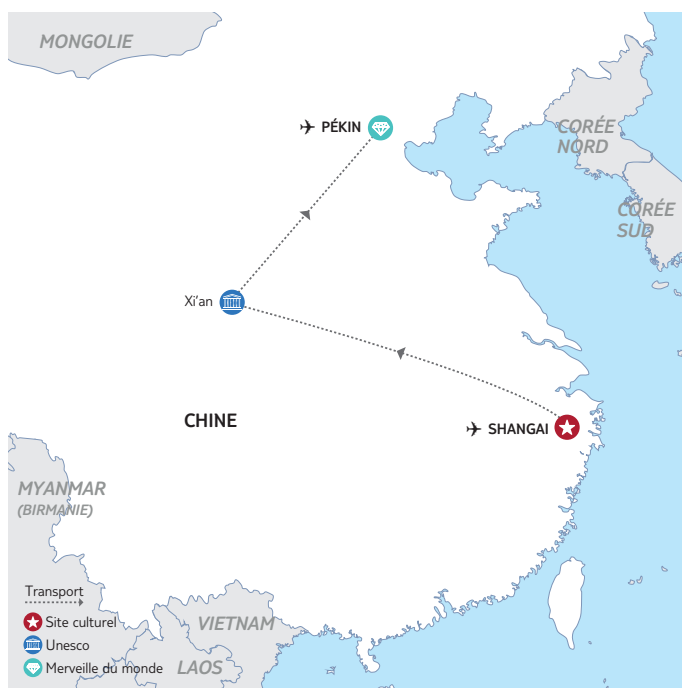 MONGOLIE
PÉKIN
CORÉE
NORD
CORÉE
SUD
Xi'an
CHINE
SHANGAI
MYANMAR
(BIRMANIE)
Transport
Site culturel
VIETNAM
Unesco
Merveille du monde
LAOS